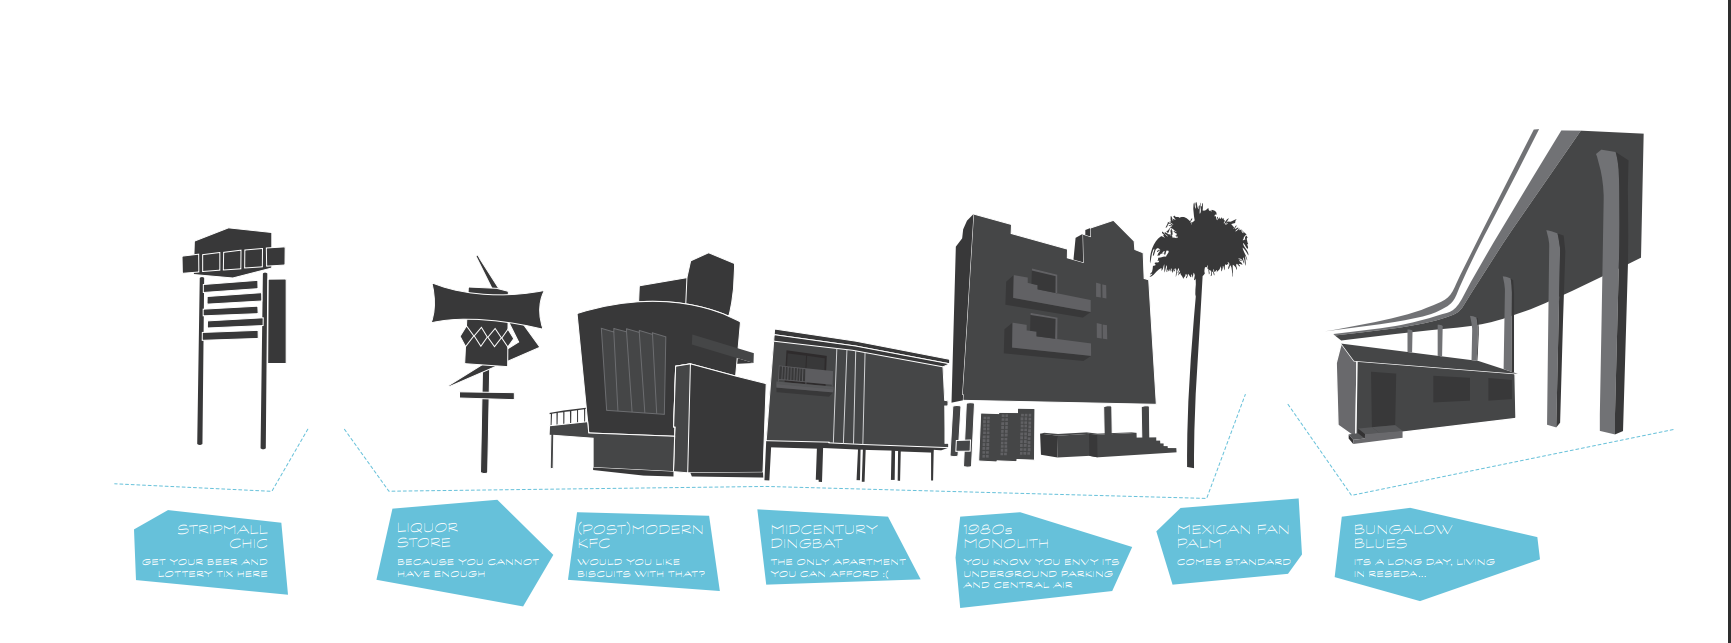 STRIPMALL
CHIC
GET YOUR BEER AND
LOTTERY TIX HERE
LIQUOR
STORE
BECAUSE YOU CANNOT
HAVE ENOUGH
(POST)MODERN
KFC
WOULD YOU LIKE
BISCUITS WITH THAT?
MIDCENTURY
DINGBAT
THE ONLY APARTMENT
YOU CAN AFFORD :(
1980s
MONOLITH
YOU KNOW YOU ENVY ITS
UNDERGROUND PARKING
AND CENTRAL AIR
MEXICAN FAN
PALM
COMES STANDARD
BUNGALOW
BLUES
ITS A LONG DAY, LIVING
IN RESEDA...